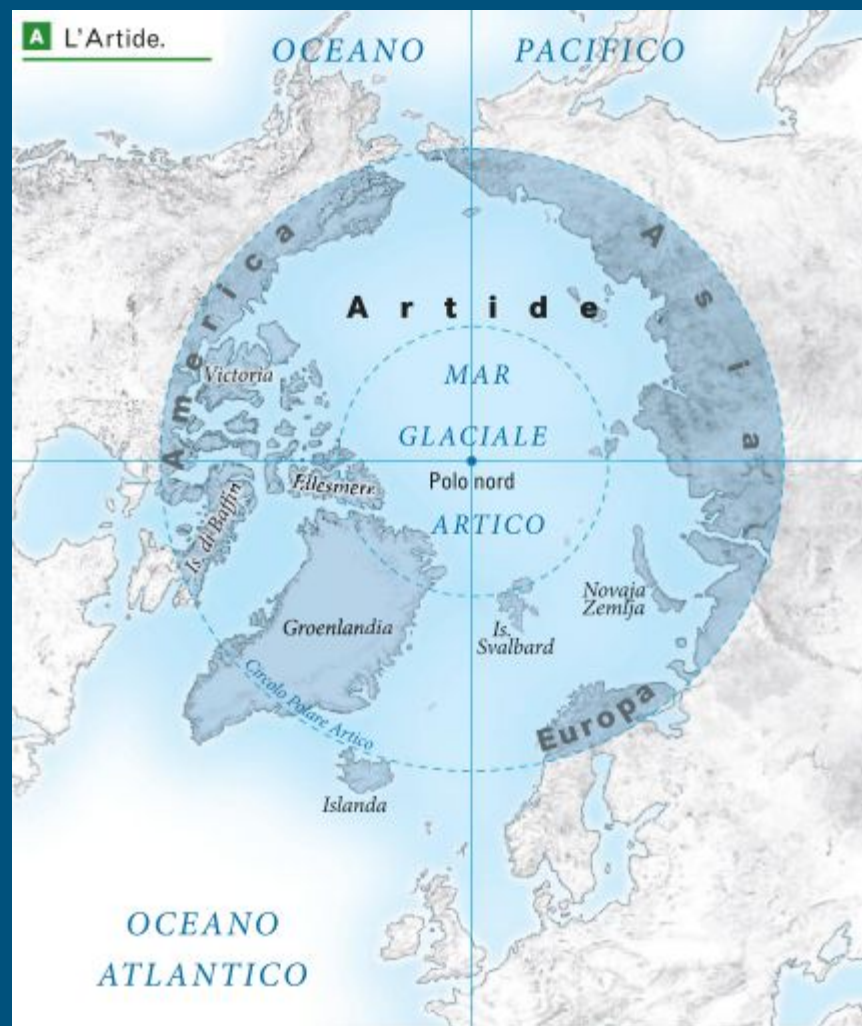 A L'Artide.
OCEANO PACIFICO
America
Asia
Artide
Victoria
MAR
GLACIALE
Ellesmere
Polo nord
Is. di Baffin
ARTICO
Novaja
Zemlja
Groenlandia
Is.
Svalbard
Circolo Polare Artico
Europa
Islanda
OCEANO
ATLANTICO